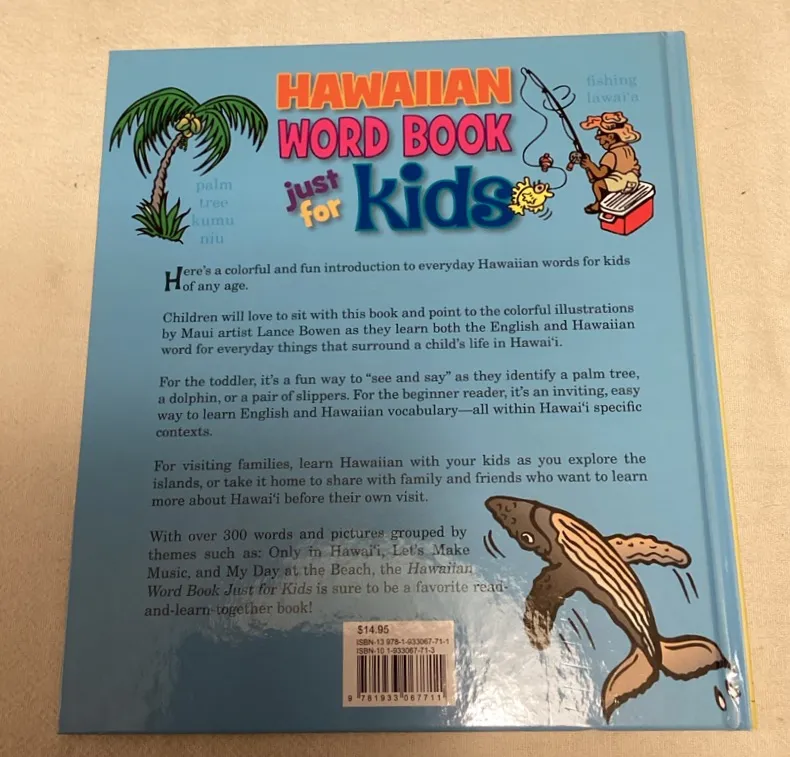 HAWAIIAN
WORD BOOK
just
for
kids
fishing
lawai'a
palm
tree
kumu
niu
Here's a colorful and fun introduction to everyday Hawaiian words for kids
of any age.
Children will love to sit with this book and point to the colorful illustrations
by Maui artist Lance Bowen as they learn both the English and Hawaiian
word for everyday things that surround a child's life in Hawai‘i.
For the toddler, it's a fun way to “see and say” as they identify a palm tree,
a dolphin, or a pair of slippers. For the beginner reader, it's an inviting, easy
way to learn English and Hawaiian vocabulary—all within Hawai‘i specific
contexts.
For visiting families, learn Hawaiian with your kids as you explore the
islands, or take it home to share with family and friends who want to learn
more about Hawai‘i before their own visit.
With over 300 words and pictures grouped by
themes such as: Only in Hawai‘i, Let's Make
Music, and My Day at the Beach, the Hawaiian
Word Book Just for Kids is sure to be a favorite read-
and-learn-together book!
$14.95
ISBN-13 978-1-933067-71-1
ISBN-10 1-933067-71-3
9 781933 067711